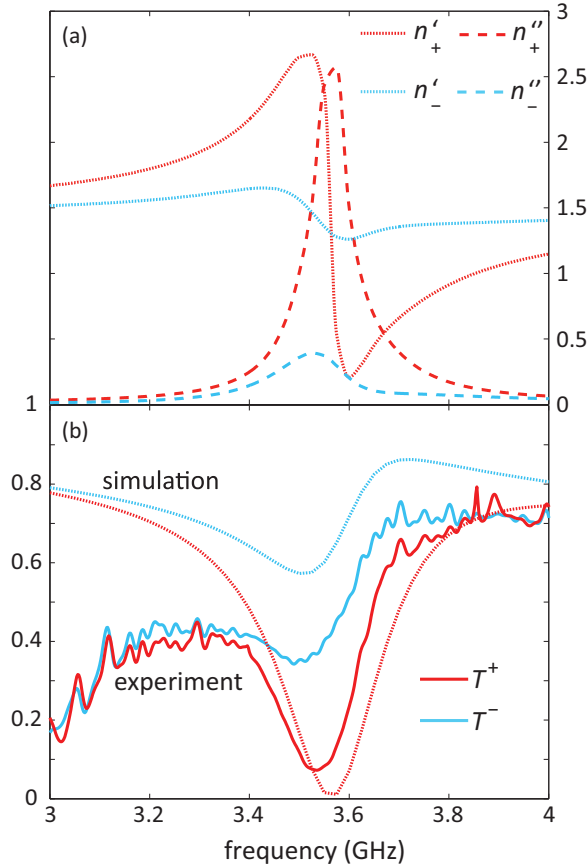 (a)
n'+ n''+
n'− n''−
3
2.5
2
1.5
1
0.5
0
1
(b)
simulation
experiment
T+
T−
0.8
0.6
0.4
0.2
0
3 3.2 3.4 3.6 3.8 4
frequency (GHz)